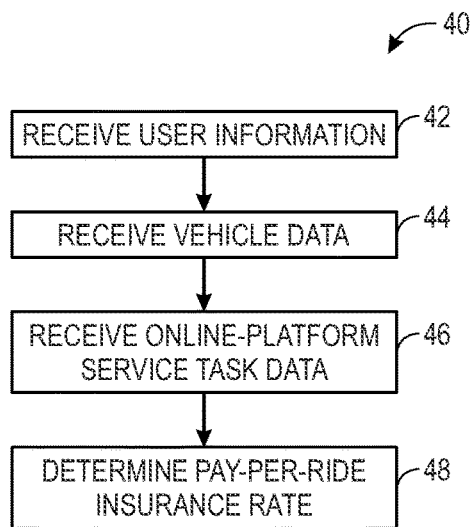 40
RECEIVE USER INFORMATION
42
RECEIVE VEHICLE DATA
44
RECEIVE ONLINE-PLATFORM
SERVICE TASK DATA
46
DETERMINE PAY-PER-RIDE
INSURANCE RATE
48